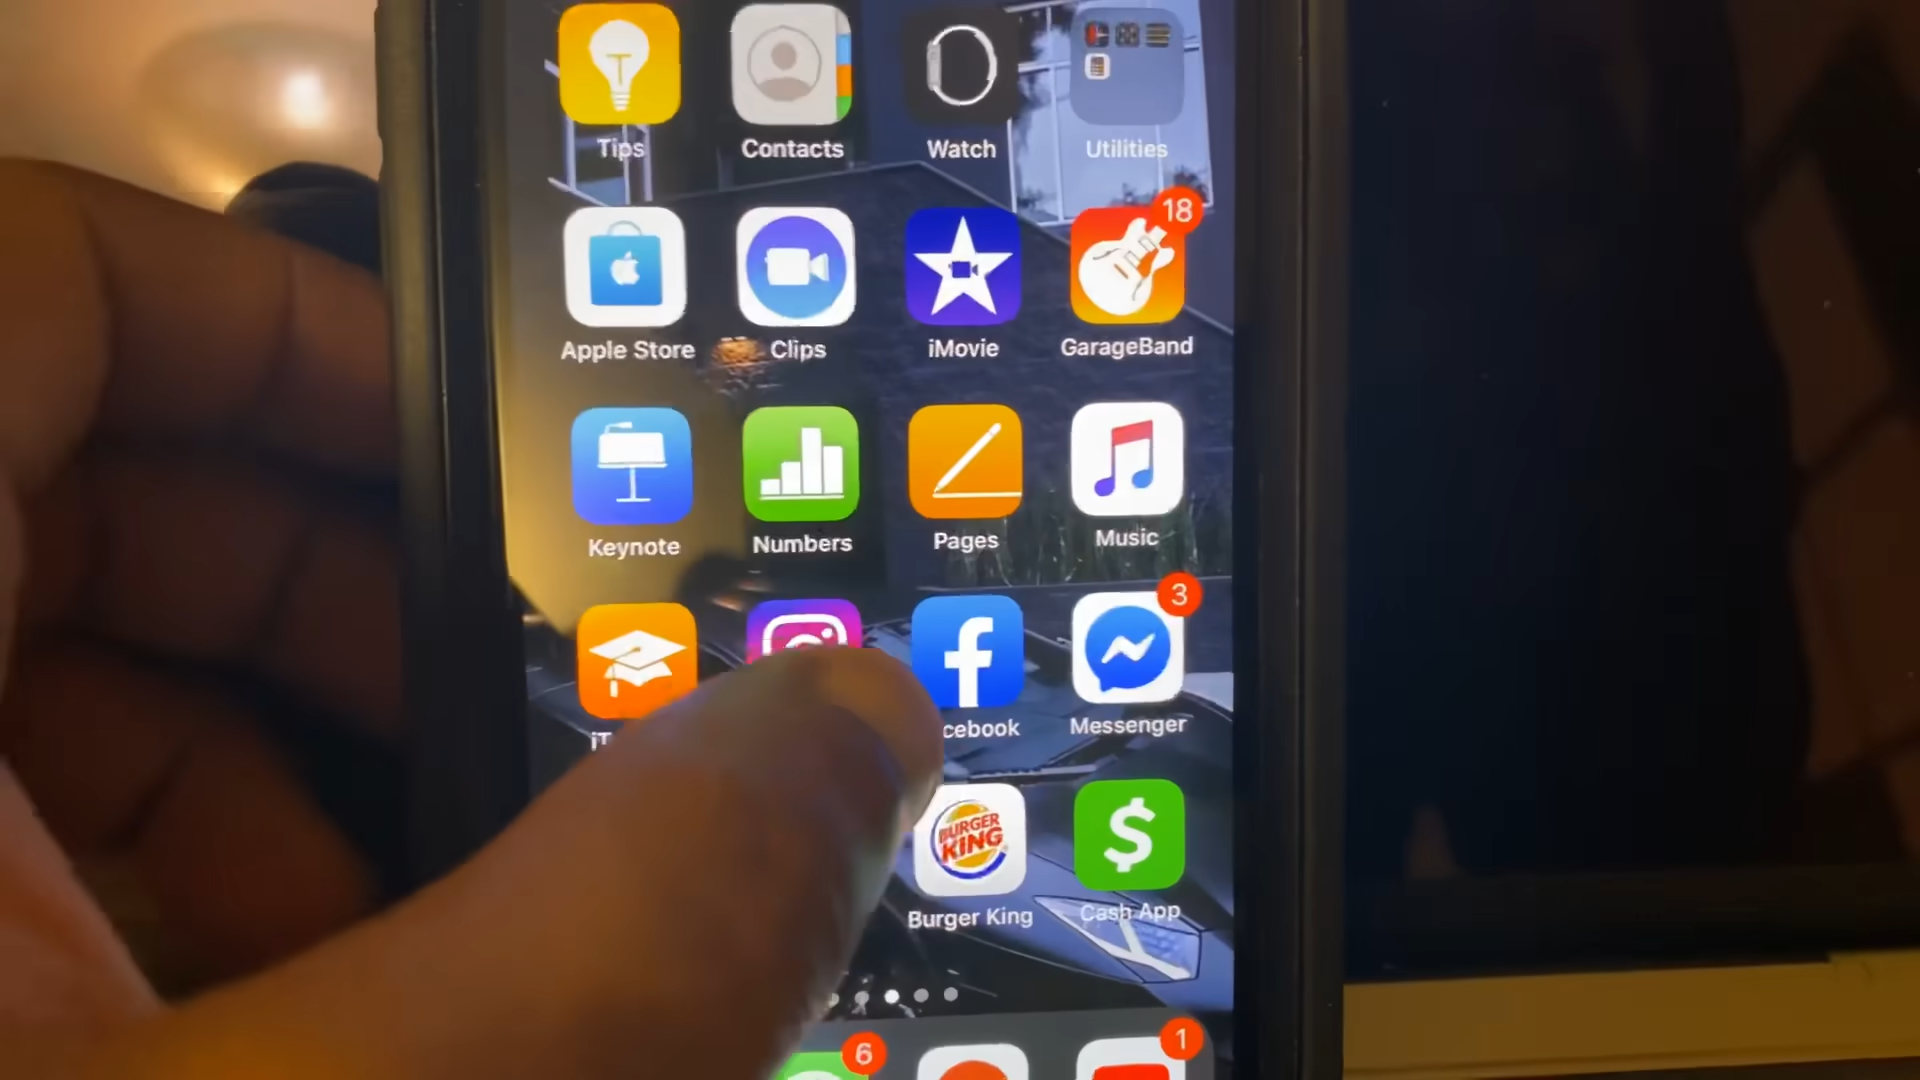 Tips
Contacts
Watch
Utilities
18
Apple Store
Clips
iMovie
GarageBand
Keynote
Numbers
Pages
Music
3
iT
cebook
Messenger
BURGER
KING
Burger King
Cash App
6
1